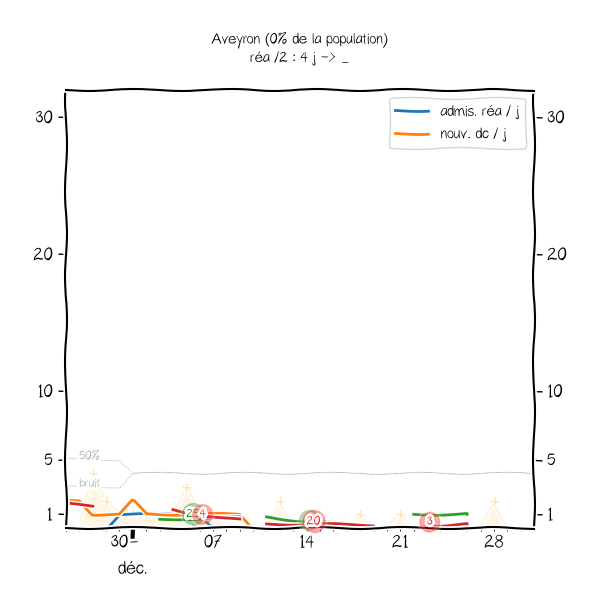 Aveyron (0% de la population)
réa /2 : 4 j -> _
admis. réa / j
nouv. dc / j
30 30
20 20
10 10
5 50% 5
bruit
1 4 20 3 1
30 07 14 21 28
déc.